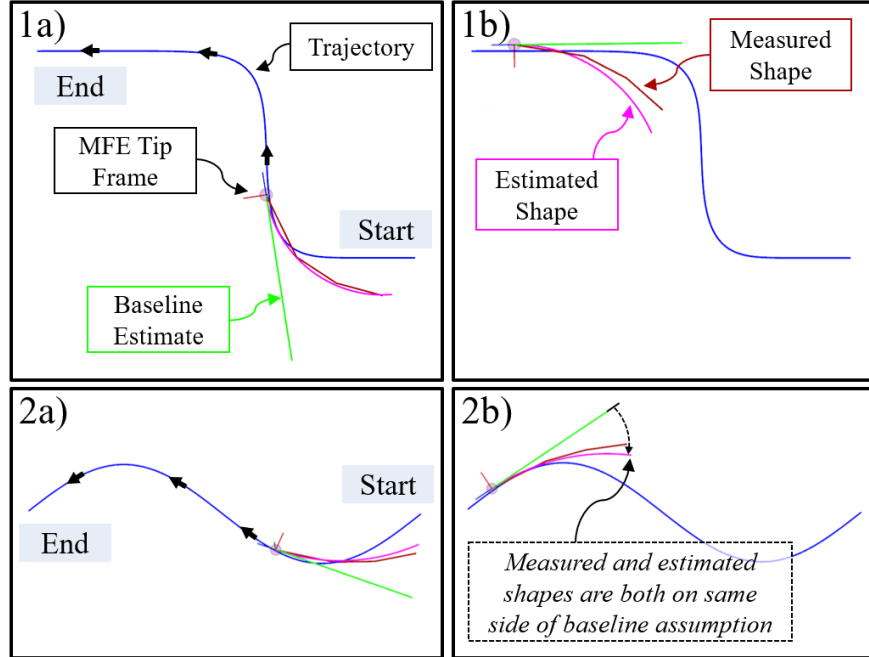 1a)
Trajectory
End
MFE Tip
Frame
Start
Baseline
Estimate
1b)
Measured
Shape
Estimated
Shape
2a)
Start
End
2b)
Measured and estimated
shapes are both on same
side of baseline assumption